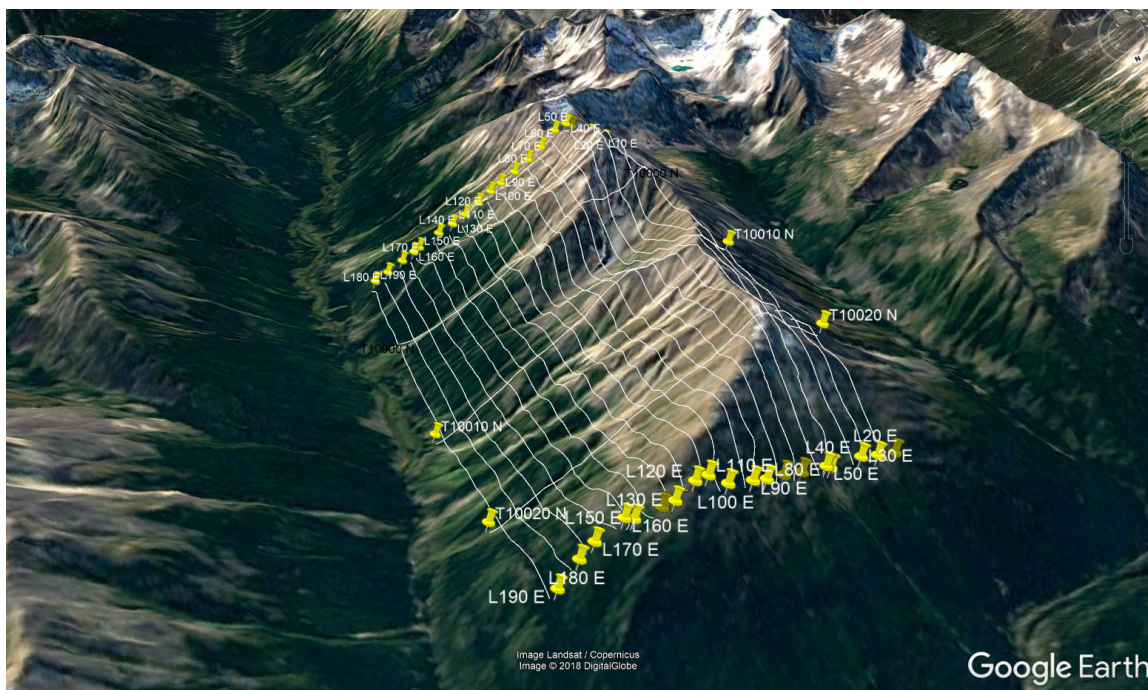 L50 E
L40 E
L60 E
L10 E
L20 E
L70 E
L80 E
T10000 N
L90 E
L100 E
L120 E
L110 E
L140 E
L130 E
T10010 N
L150 E
L170 E
L160 E
L190 E
L180 E
T10020 N
T10000 N
T10010 N
L20 E
L40 E
L30 E
L110 E
L80 E
L120 E
L50 E
L90 E
L100 E
L130 E
T10020 N
L150 E
L160 E
L170 E
L180 E
L190 E
N
Image Landsat / Copernicus
Image © 2018 DigitalGlobe
Google Earth